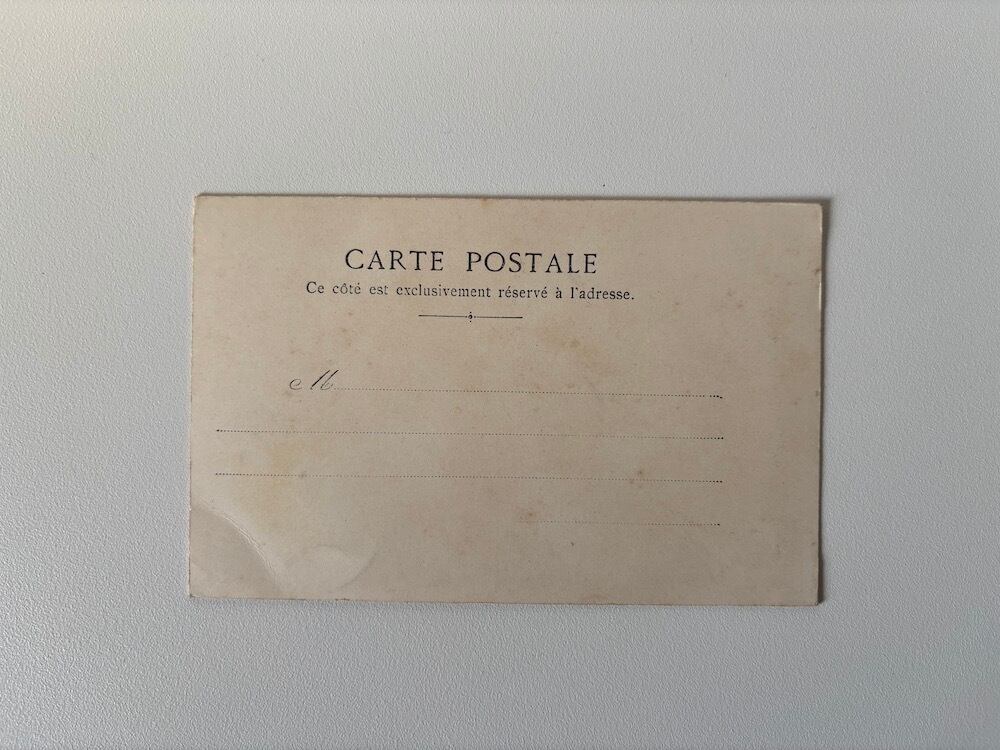 CARTE POSTALE
Ce côté est exclusivement réservé à l'adresse.
M